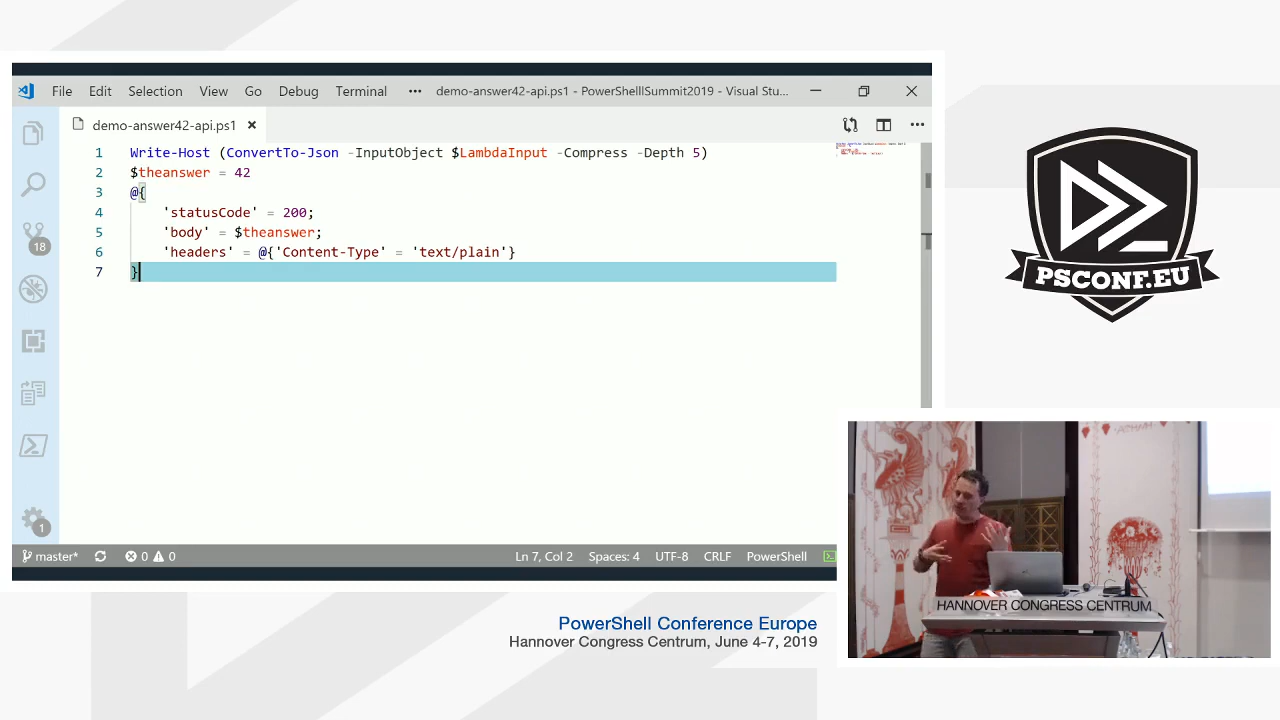 File Edit Selection View Go Debug Terminal ••• demo-answer42-api.ps1 - PowerShelllSummit2019 - Visual Stu...
demo-answer42-api.ps1
1 Write-Host (ConvertTo-Json -InputObject $LambdaInput -Compress -Depth 5)
2 $theanswer = 42
3 @{
4 'statusCode' = 200;
5 'body' = $theanswer;
6 'headers' = @{'Content-Type' = 'text/plain'}
7 }
18
1
master* 0 0 Ln 7, Col 2 Spaces: 4 UTF-8 CRLF PowerShell
PSCONF.EU
HANNOVER CONGRESS CENTRUM
PowerShell Conference Europe
Hannover Congress Centrum, June 4-7, 2019